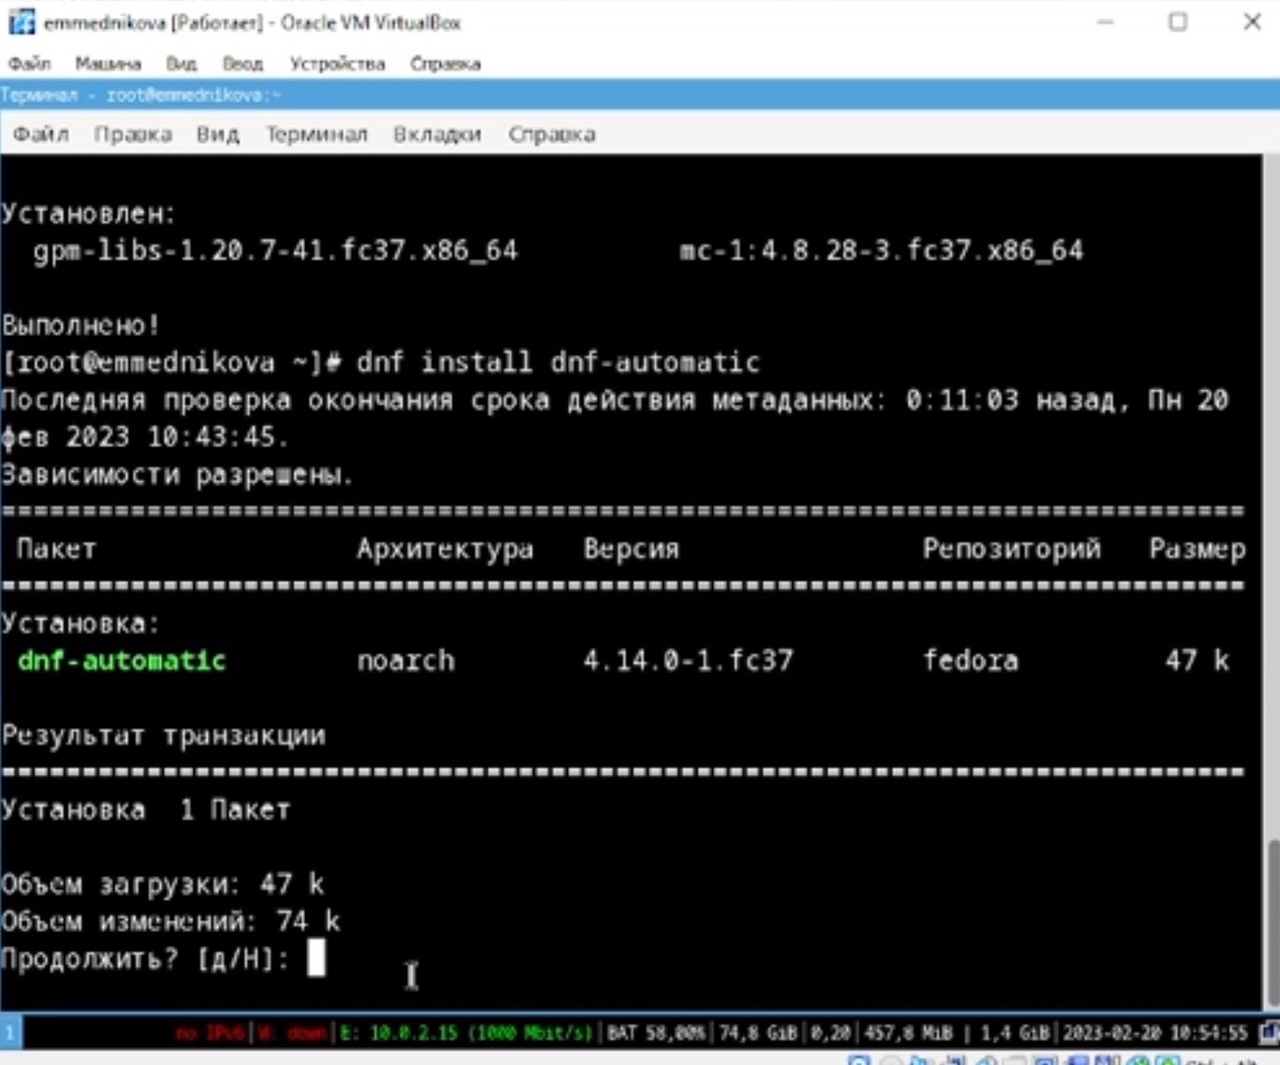 emmednikova [Работает] - Oracle VM VirtualBox
Файл Машина Вид Ввод Устройства Справка
Терминал - root@emmednikova:~
Файл Правка Вид Терминал Вкладки Справка
Установлен:
gpm-libs-1.20.7-41.fc37.x86_64 mc-1:4.8.28-3.fc37.x86_64
Выполнено!
[root@emmednikova ~]# dnf install dnf-automatic
Последняя проверка окончания срока действия метаданных: 0:11:03 назад, Пн 20
фев 2023 10:43:45.
Зависимости разрешены.
================================================================================
Пакет Архитектура Версия Репозиторий Размер
================================================================================
Установка:
dnf-automatic noarch 4.14.0-1.fc37 fedora 47 k
Результат транзакции
================================================================================
Установка 1 Пакет
Объем загрузки: 47 k
Объем изменений: 74 k
Продолжить? [д/Н]:
1 no IPv6 | W: down | E: 10.0.2.15 (1000 Mbit/s) | BAT 58,00% | 74,8 GiB | 0,20 | 457,8 MiB | 1,4 GiB | 2023-02-20 10:54:55